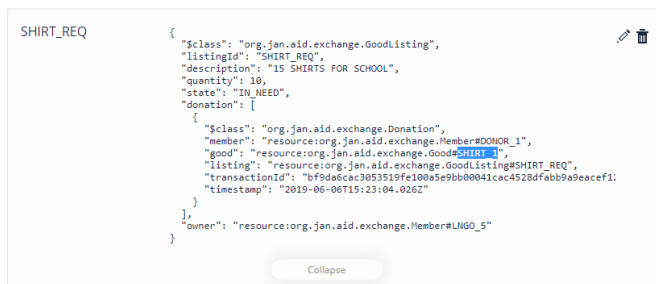 SHIRT_REQ
{
"$class": "org.jan.aid.exchange.GoodListing",
"listingId": "SHIRT_REQ",
"description": "15 SHIRTS FOR SCHOOL",
"quantity": 10,
"state": "IN_NEED",
"donation": [
{
"$class": "org.jan.aid.exchange.Donation",
"member": "resource:org.jan.aid.exchange.Member#DONOR_1",
"good": "resource:org.jan.aid.exchange.Good#SHIRT_1",
"listing": "resource:org.jan.aid.exchange.GoodListing#SHIRT_REQ",
"transactionId": "bf9da6cac3053519fe100a5e9bb00041cac4528dfabb9a9eacef12
"timestamp": "2019-06-06T15:23:04.026Z"
}
],
"owner": "resource:org.jan.aid.exchange.Member#LNGO_5"
}
Collapse